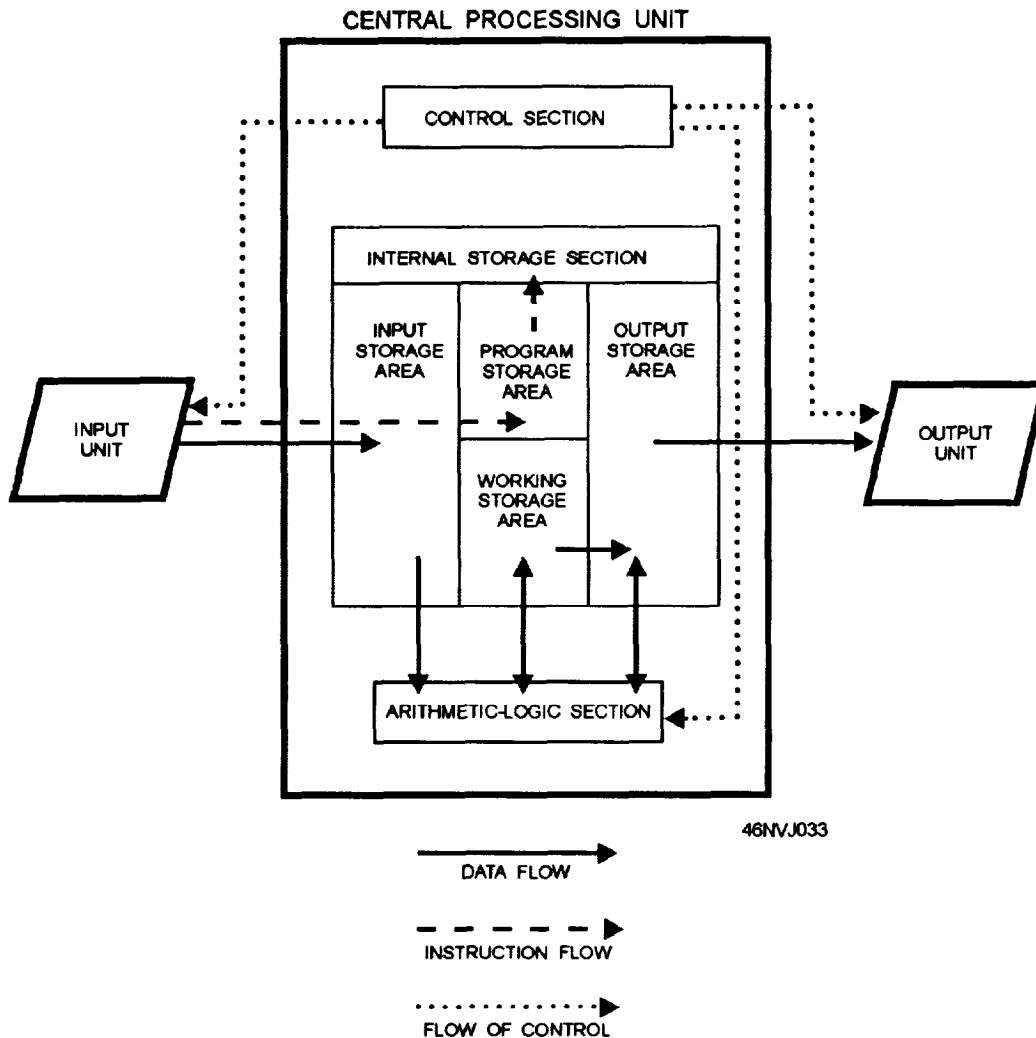 CENTRAL PROCESSING UNIT
CONTROL SECTION
INTERNAL STORAGE SECTION
INPUT
STORAGE
AREA
PROGRAM
STORAGE
AREA
OUTPUT
STORAGE
AREA
INPUT
UNIT
OUTPUT
UNIT
WORKING
STORAGE
AREA
ARITHMETIC-LOGIC SECTION
46NVJ033
DATA FLOW
INSTRUCTION FLOW
FLOW OF CONTROL